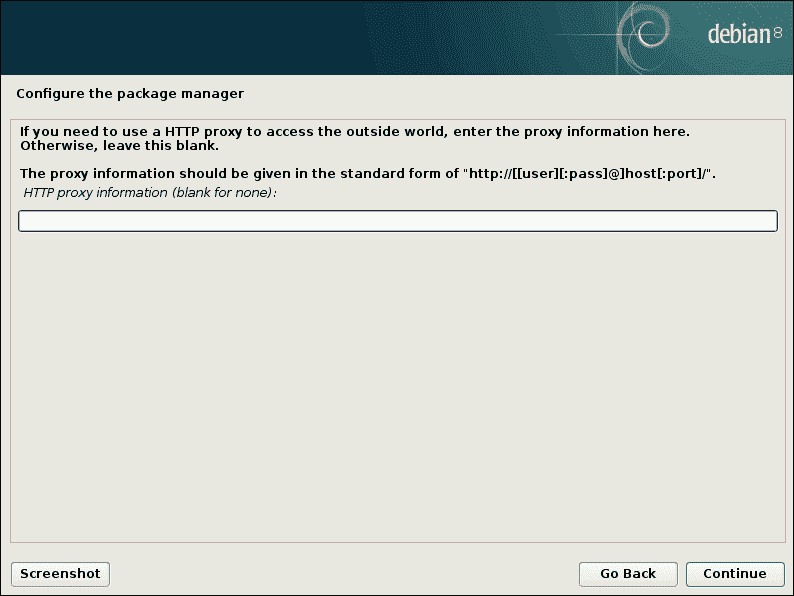 debian 8
Configure the package manager
If you need to use a HTTP proxy to access the outside world, enter the proxy information here.
Otherwise, leave this blank.
The proxy information should be given in the standard form of "http://[[user][:pass]@]host[:port]/".
HTTP proxy information (blank for none):
Screenshot
Go Back
Continue